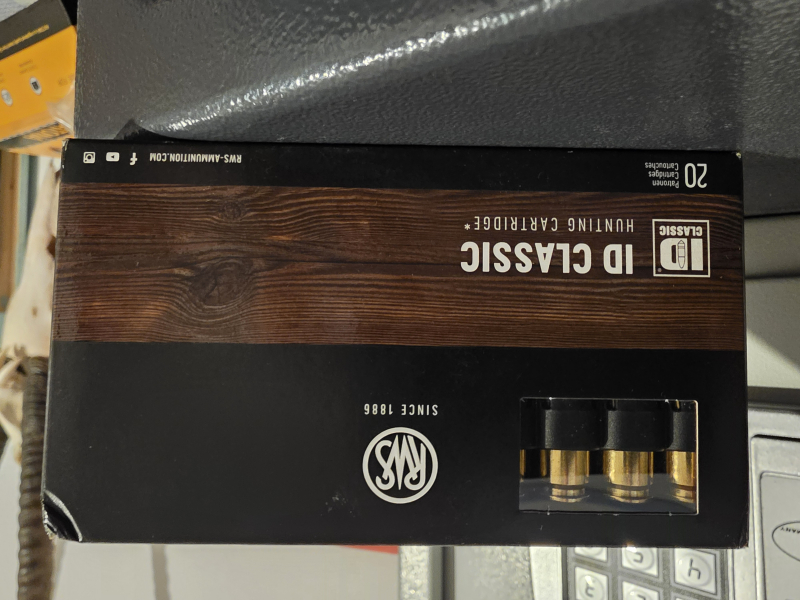 RWS
SINCE 1886
ID
CLASSIC
ID CLASSIC
HUNTING CARTRIDGE*
20
Patronen
Cartridges
Cartouches
RWS-AMMUNITION.COM